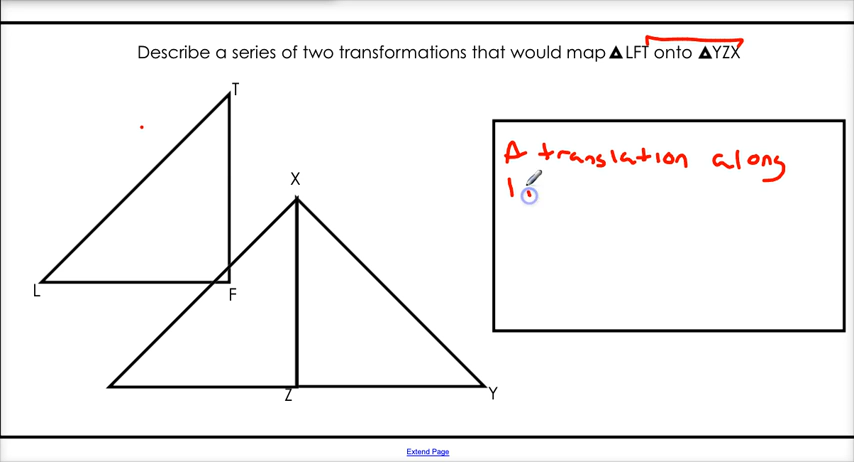 Describe a series of two transformations that would map ▲LFT onto ▲YZX
T
X
L
F
Z
Y
A translation along
Extend Page